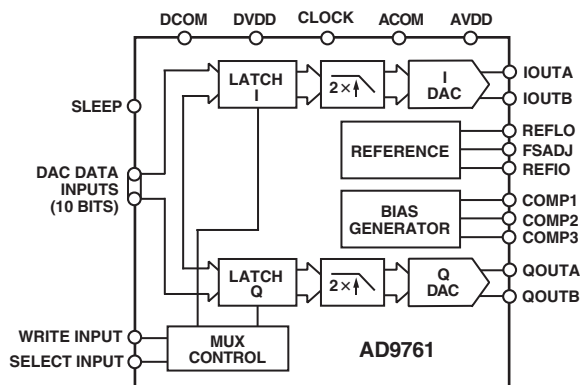 DCOM DVDD CLOCK ACOM AVDD
SLEEP
DAC DATA
INPUTS
(10 BITS)
WRITE INPUT
SELECT INPUT
LATCH
I
2×
I
DAC
IOUTA
IOUTB
REFERENCE
REFLO
FSADJ
REFIO
BIAS
GENERATOR
COMP1
COMP2
COMP3
LATCH
Q
2×
Q
DAC
QOUTA
QOUTB
MUX
CONTROL
AD9761